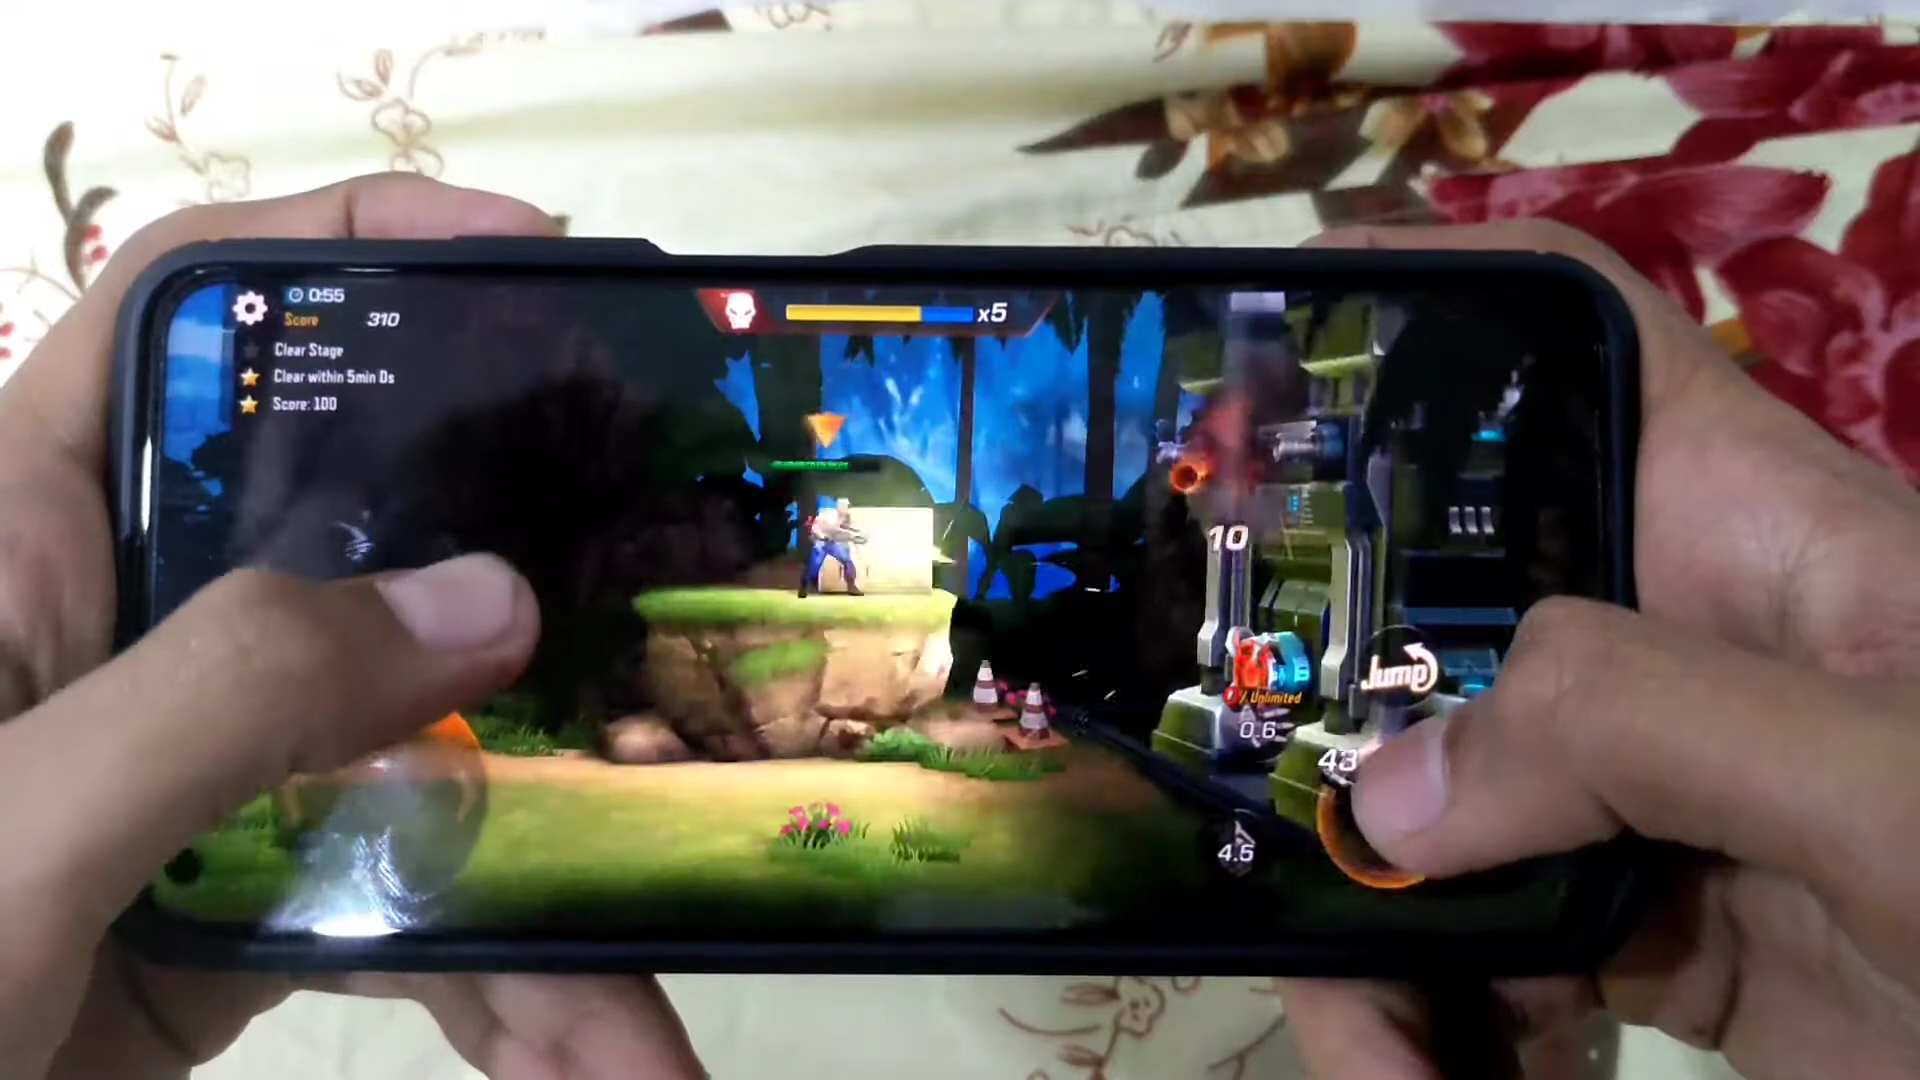 0:55
Score 310
Clear Stage
Clear within 5min 0s
Score: 100
x5
10
Unlimited
0.6
Jump
43
4.5